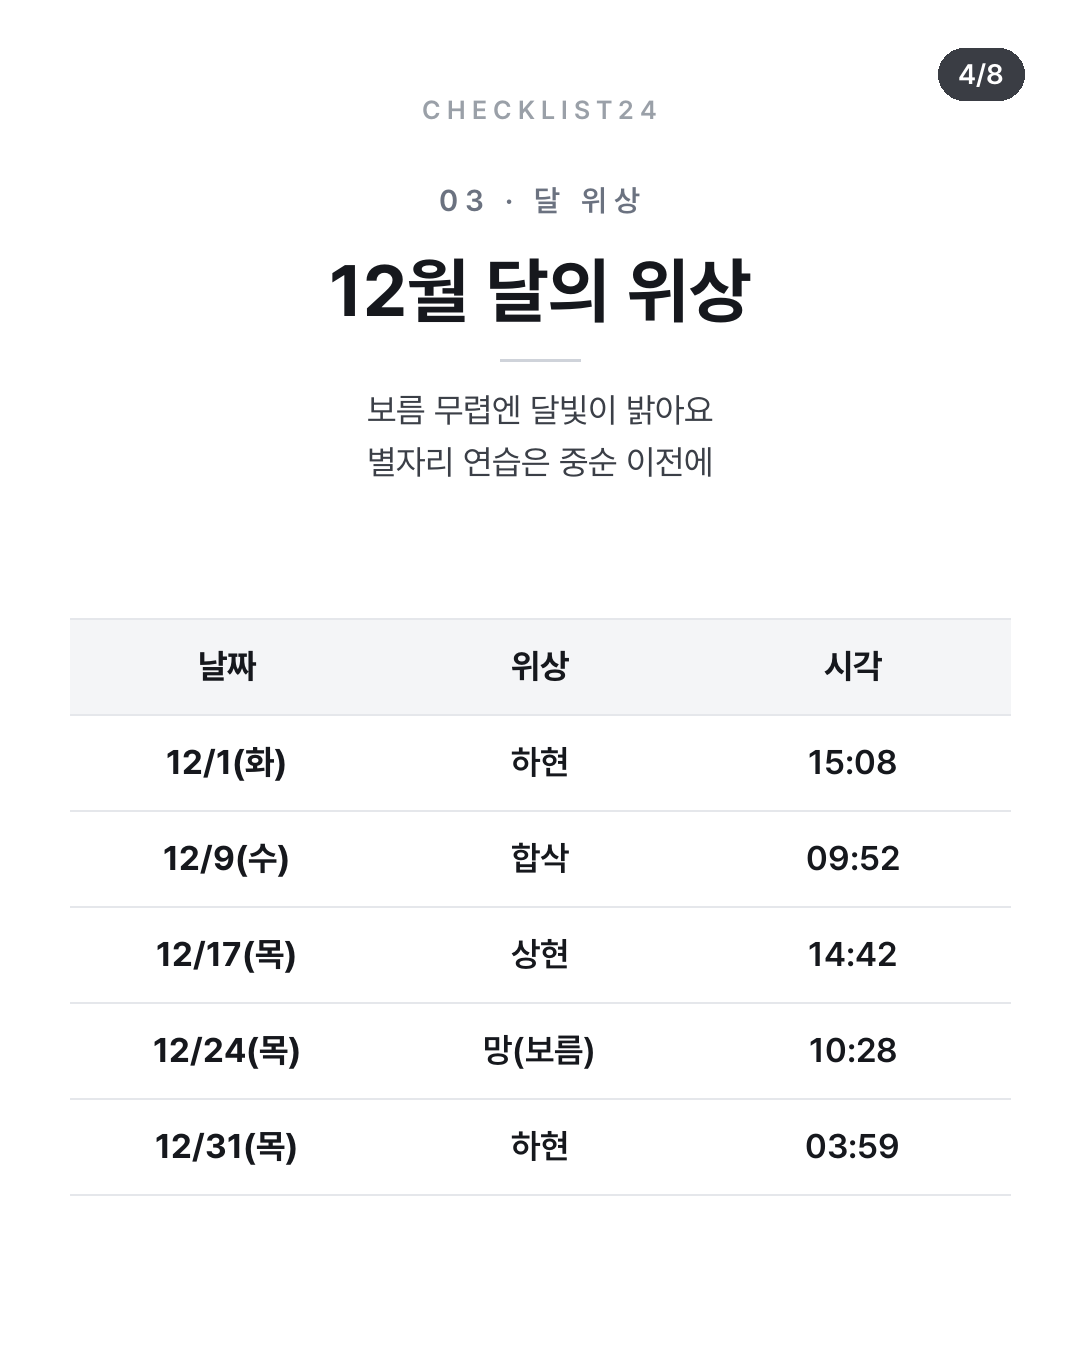 4/8
CHECKLIST24
03 · 달 위상
12월 달의 위상
보름 무렵엔 달빛이 밝아요
별자리 연습은 중순 이전에
날짜 위상 시각
12/1(화) 하현 15:08
12/9(수) 합삭 09:52
12/17(목) 상현 14:42
12/24(목) 망(보름) 10:28
12/31(목) 하현 03:59